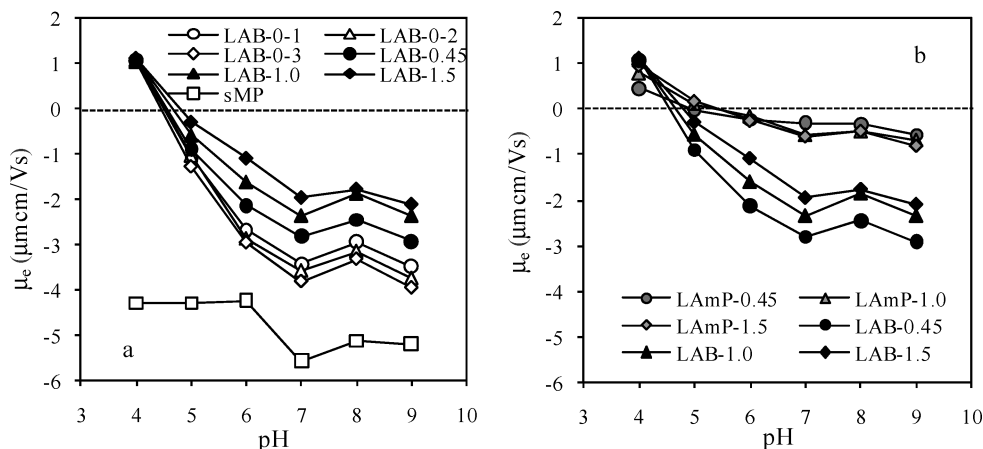 2
1
0
-1
-2
-3
-4
-5
-6
μe (μmcm/Vs)
LAB-0-1 LAB-0-2
LAB-0-3 LAB-0.45
LAB-1.0 LAB-1.5
sMP
a
3 4 5 6 7 8 9 10
pH
2
1
0
-1
-2
-3
-4
-5
-6
μe (μmcm/Vs)
b
LAmP-0.45 LAmP-1.0
LAmP-1.5 LAB-0.45
LAB-1.0 LAB-1.5
3 4 5 6 7 8 9 10
pH